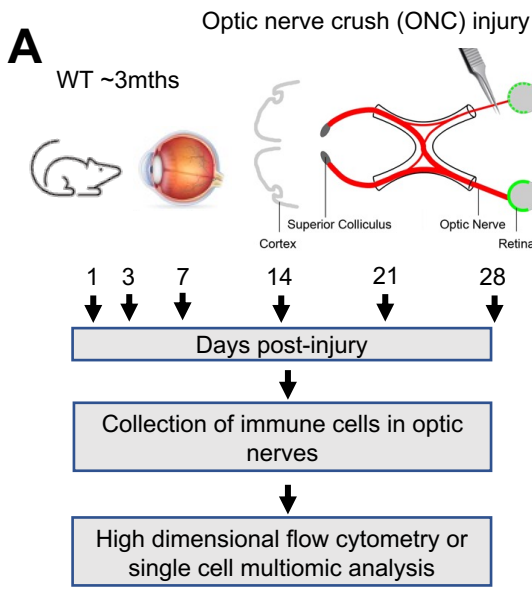 Optic nerve crush (ONC) injury
A
WT ~3mths
Superior Colliculus
Optic Nerve
Cortex
Retina
1 3 7 14 21 28
Days post-injury
Collection of immune cells in optic
nerves
High dimensional flow cytometry or
single cell multiomic analysis